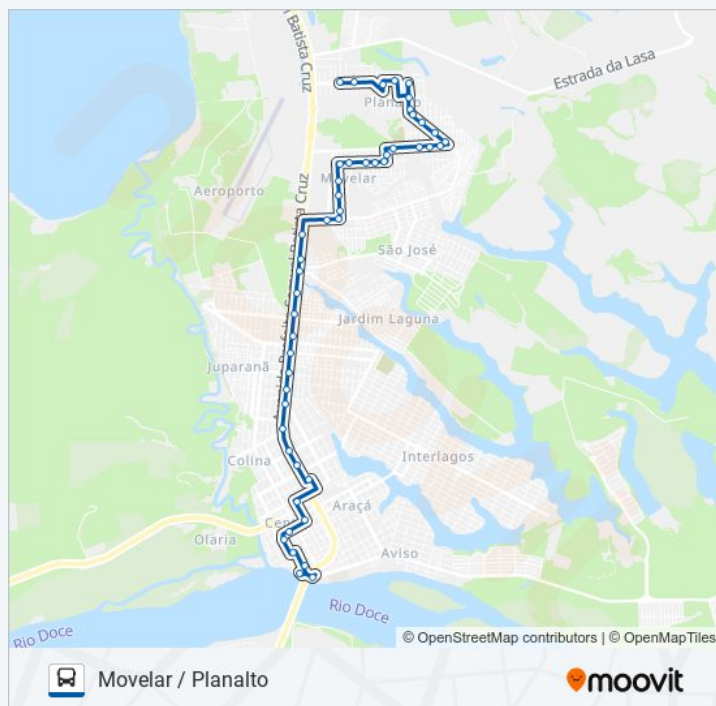 a Batista Cruz
Estrada da Lasa
Planalto
Movelar
Aeroporto
São José
Jardim Laguna
Juparanã
Colina
Interlagos
Araçá
Olaria
Aviso
Rio Doce
Rio Doce
© OpenStreetMap contributors | © OpenMapTiles
Movelar / Planalto
moovit